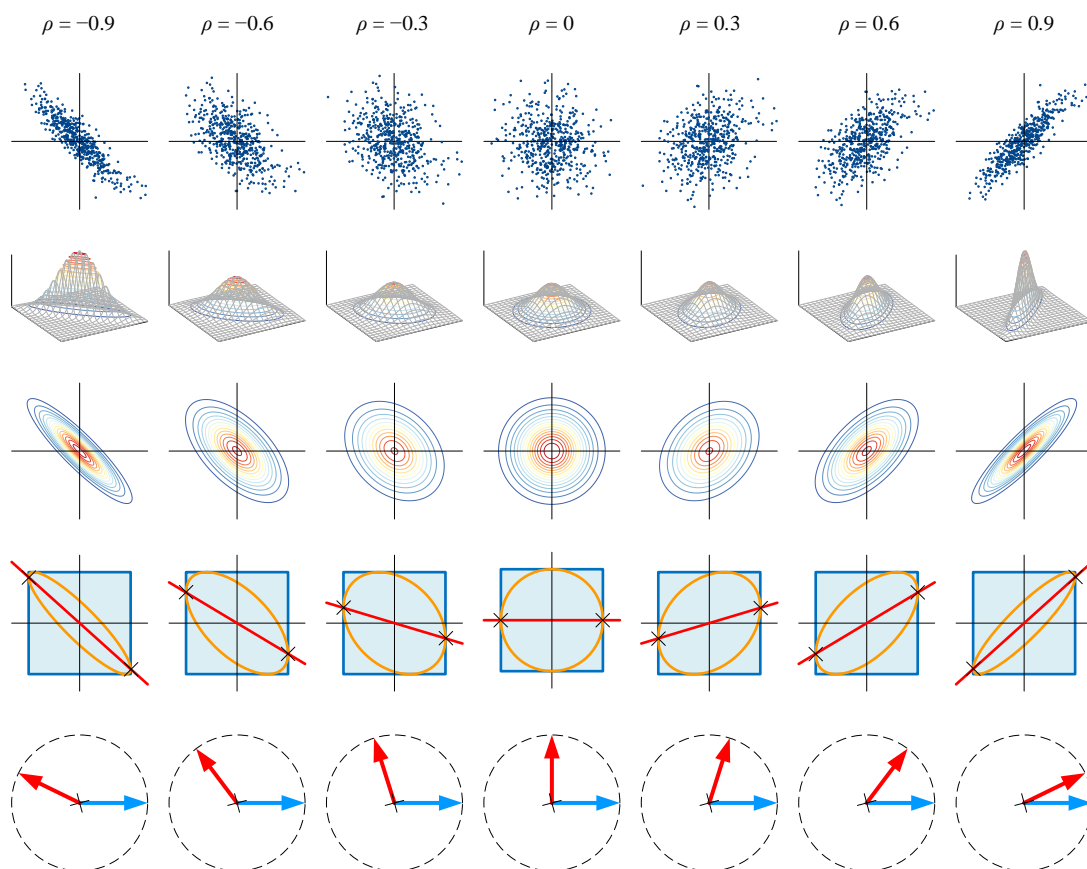 ρ = −0.9 ρ = −0.6 ρ = −0.3 ρ = 0 ρ = 0.3 ρ = 0.6 ρ = 0.9